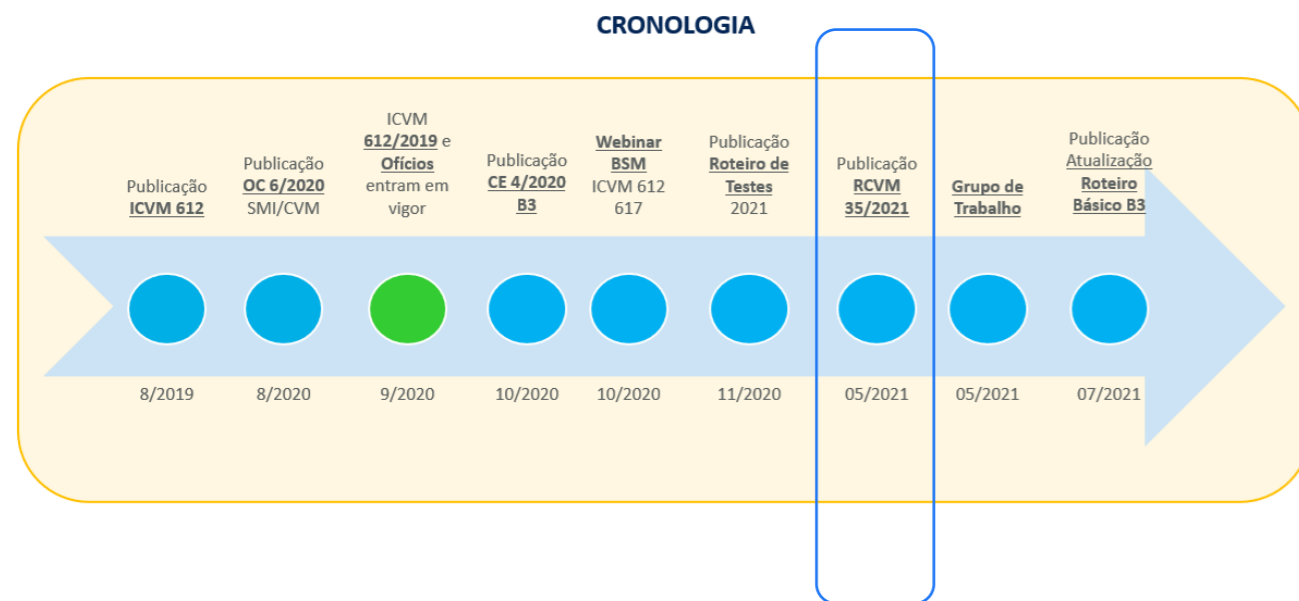 CRONOLOGIA
Publicação
ICVM 612
Publicação
OC 6/2020
SMI/CVM
ICVM
612/2019 e
Ofícios
entram em
vigor
Publicação
CE 4/2020
B3
Webinar
BSM
ICVM 612
617
Publicação
Roteiro de
Testes
2021
Publicação
RCVM
35/2021
Grupo de
Trabalho
Publicação
Atualização
Roteiro
Básico B3
8/2019
8/2020
9/2020
10/2020
10/2020
11/2020
05/2021
05/2021
07/2021